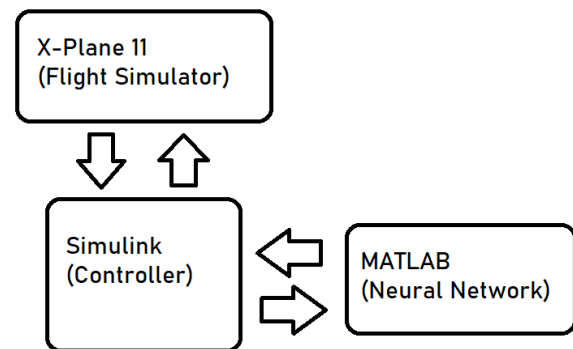 X-Plane 11
(Flight Simulator)
Simulink
(Controller)
MATLAB
(Neural Network)